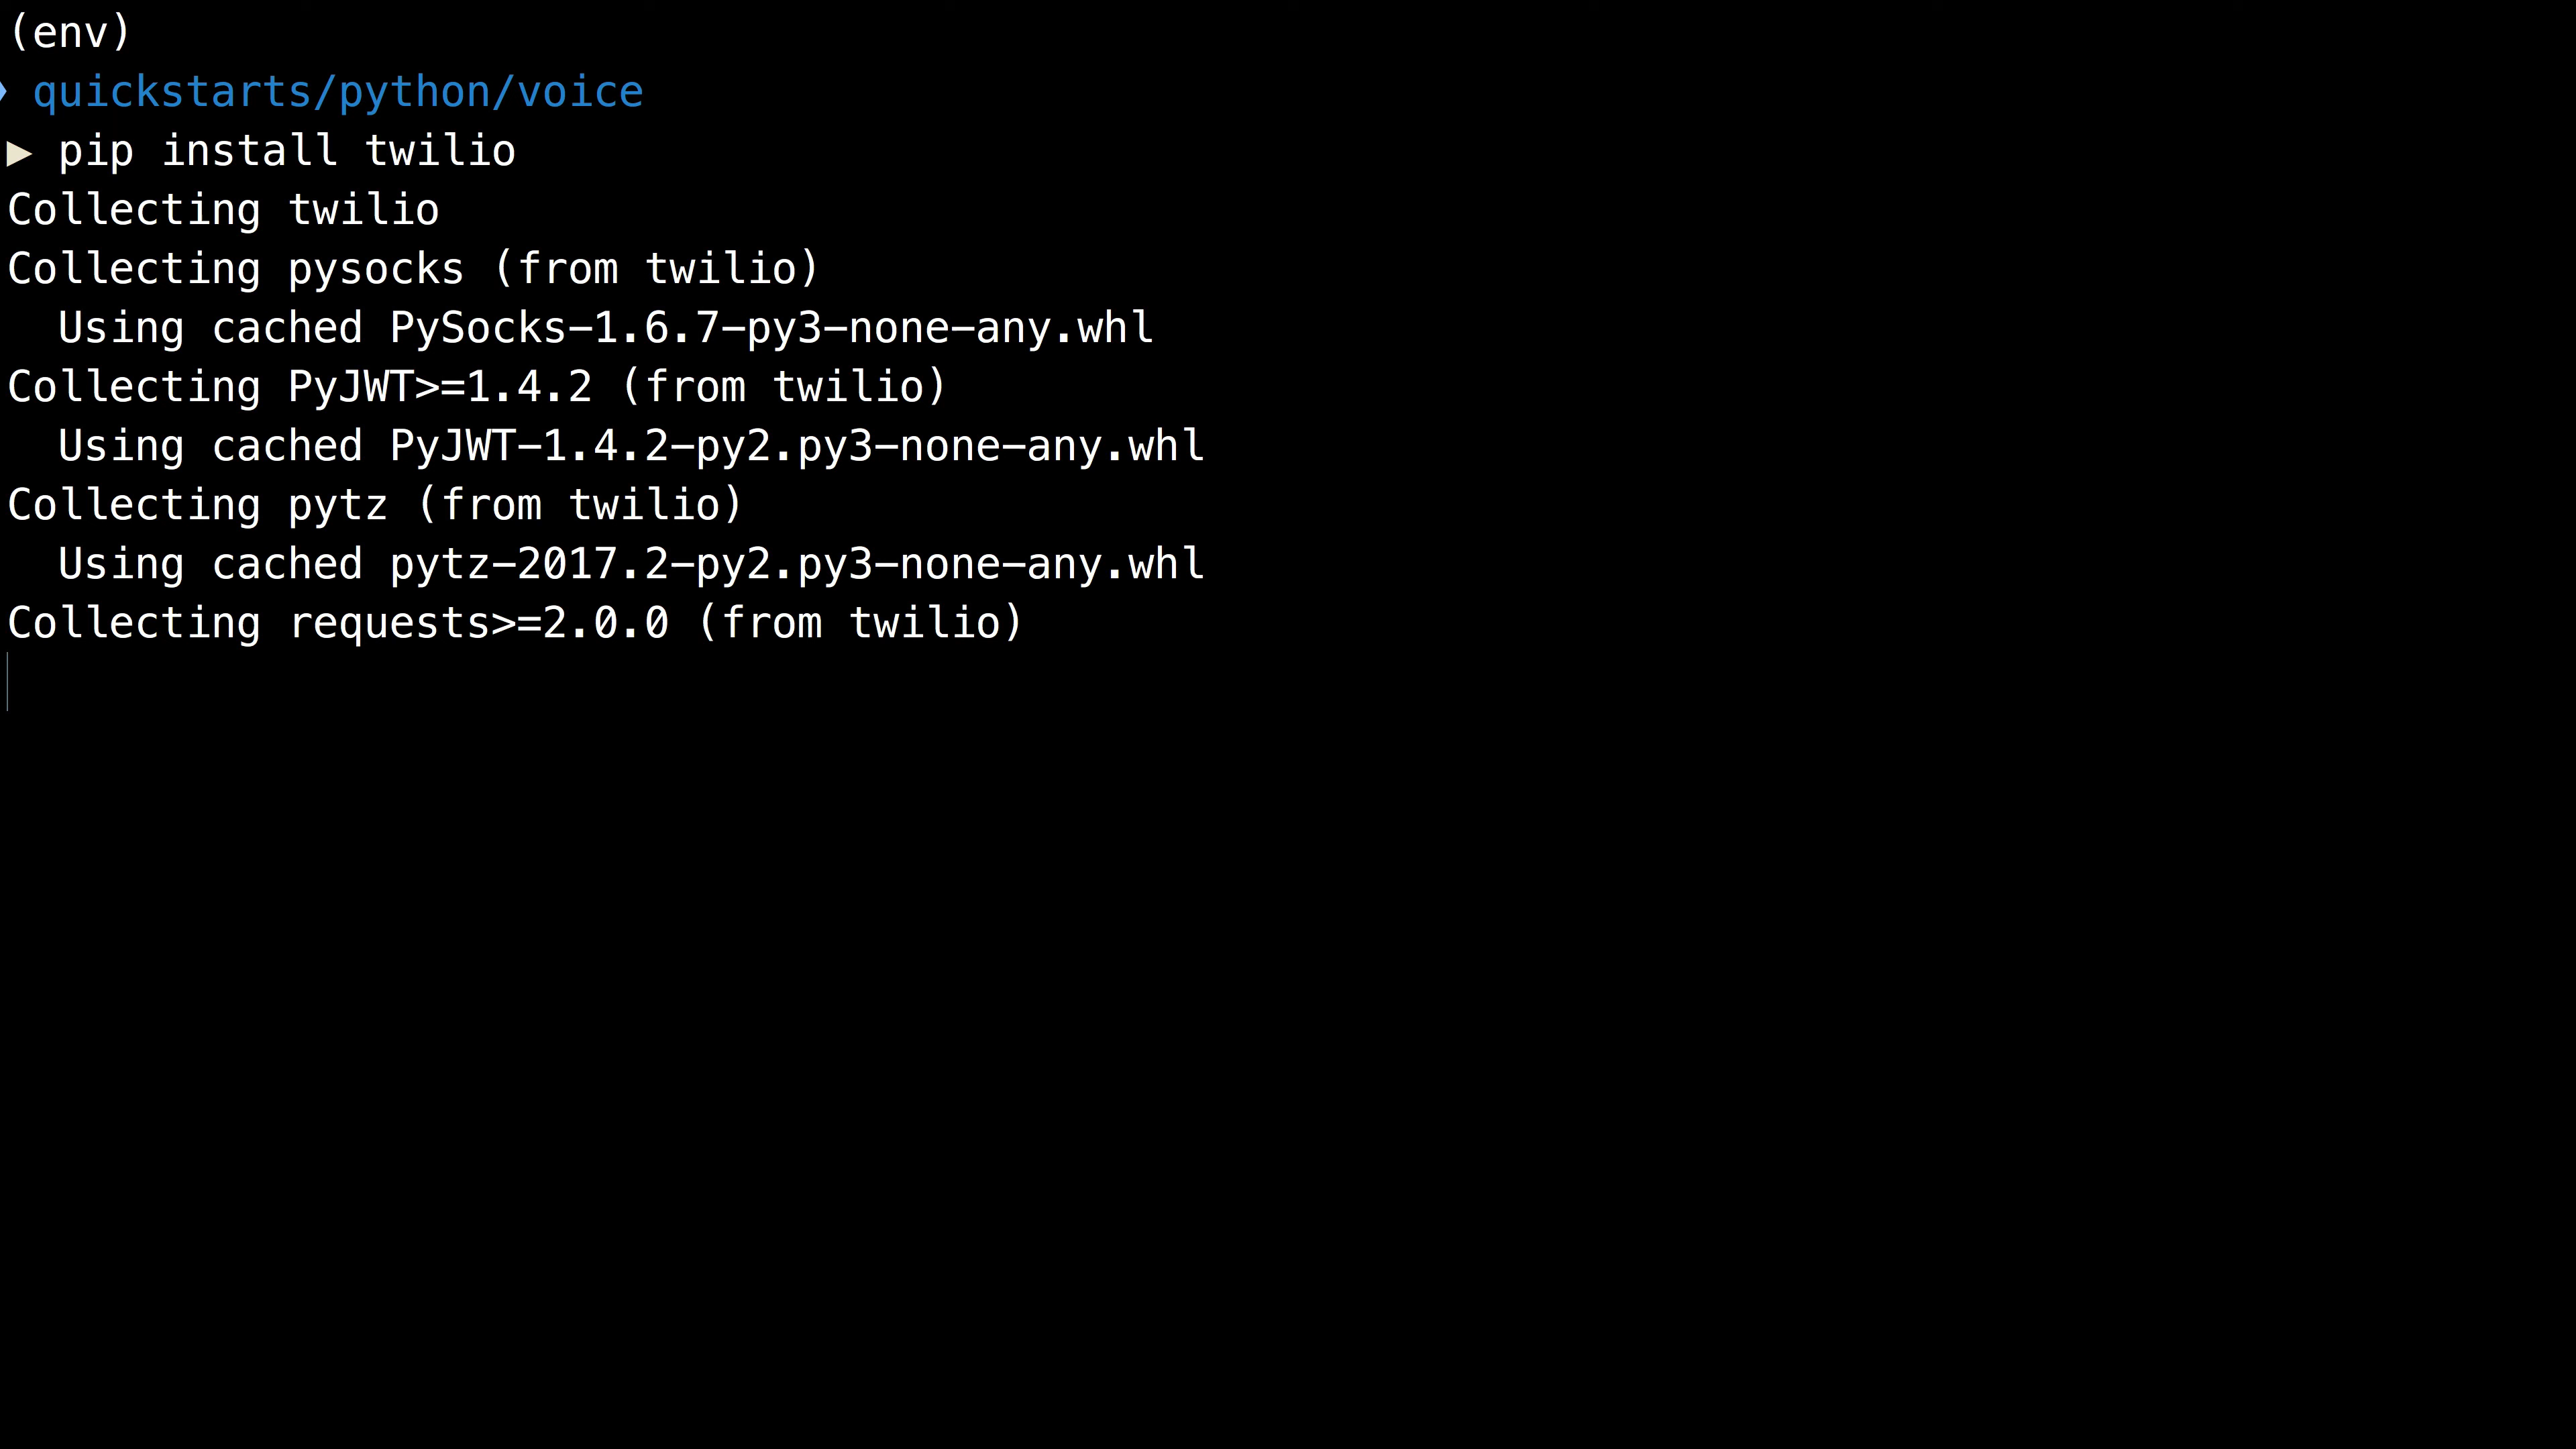 (env)
quickstarts/python/voice
▶ pip install twilio
Collecting twilio
Collecting pysocks (from twilio)
  Using cached PySocks-1.6.7-py3-none-any.whl
Collecting PyJWT>=1.4.2 (from twilio)
  Using cached PyJWT-1.4.2-py2.py3-none-any.whl
Collecting pytz (from twilio)
  Using cached pytz-2017.2-py2.py3-none-any.whl
Collecting requests>=2.0.0 (from twilio)